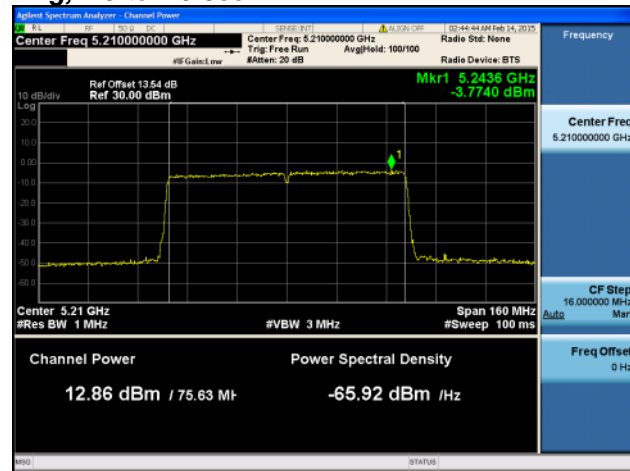 Agilent Spectrum Analyzer - Channel Power
RL RF 50 Ω DC SENSE:INT ALIGN OFF 02:44:44 AM Feb 14, 2015
Center Freq 5.210000000 GHz
Center Freq: 5.210000000 GHz
Radio Std: None
Trig: Free Run Avg|Hold: 100/100
#IFGain:Low #Atten: 20 dB Radio Device: BTS
Frequency
Mkr1 5.2436 GHz
-3.7740 dBm
Ref Offset 13.54 dB
10 dB/div Ref 30.00 dBm
Log
20.0
10.0
0.00
-10.0
-20.0
-30.0
-40.0
-50.0
-60.0
1
Center 5.21 GHz Span 160 MHz
#Res BW 1 MHz #VBW 3 MHz #Sweep 100 ms
Channel Power Power Spectral Density
12.86 dBm / 75.63 MH -65.92 dBm /Hz
Center Freq
5.210000000 GHz
CF Step
16.000000 MHz
Auto Man
Freq Offset
0 Hz
MSG STATUS